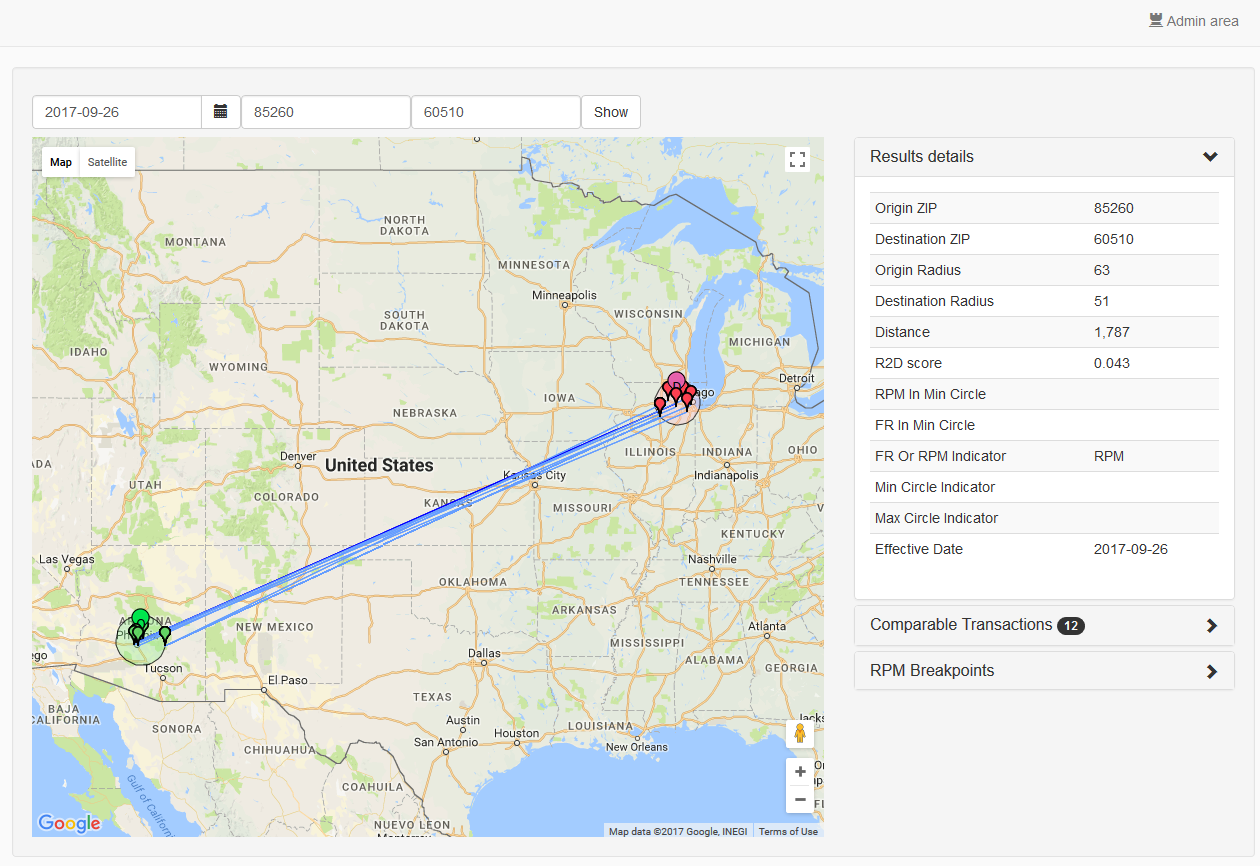 Admin area
2017-09-26 85260 60510 Show
Map Satellite
NORTH
DAKOTA
MONTANA
MINNESOTA
Minneapolis
SOUTH
DAKOTA
WISCONSIN
MICHIGAN
IDAHO
WYOMING
Detroit
IOWA
NEBRASKA
ILLINOIS
INDIANA
OHIO
Denver
United States
Kansas City
Indianapolis
UTAH
COLORADO
KANSAS
MISSOURI
KENTUCKY
Las Vegas
Nashville
OKLAHOMA
TENNESSEE
ARKANSAS
ARIZONA
NEW MEXICO
Atlanta
MISSISSIPPI
Dallas
ALABAMA
Tucson
GEORGIA
El Paso
TEXAS
BAJA
CALIFORNIA
Austin
LOUISIANA
SONORA
Houston
San Antonio
New Orleans
CHIHUAHUA
Gulf of California
COAHUILA
NUEVO LEON
Monterrey
Google
Map data ©2017 Google, INEGI Terms of Use
Results details
Origin ZIP 85260
Destination ZIP 60510
Origin Radius 63
Destination Radius 51
Distance 1,787
R2D score 0.043
RPM In Min Circle
FR In Min Circle
FR Or RPM Indicator RPM
Min Circle Indicator
Max Circle Indicator
Effective Date 2017-09-26
Comparable Transactions 12
RPM Breakpoints